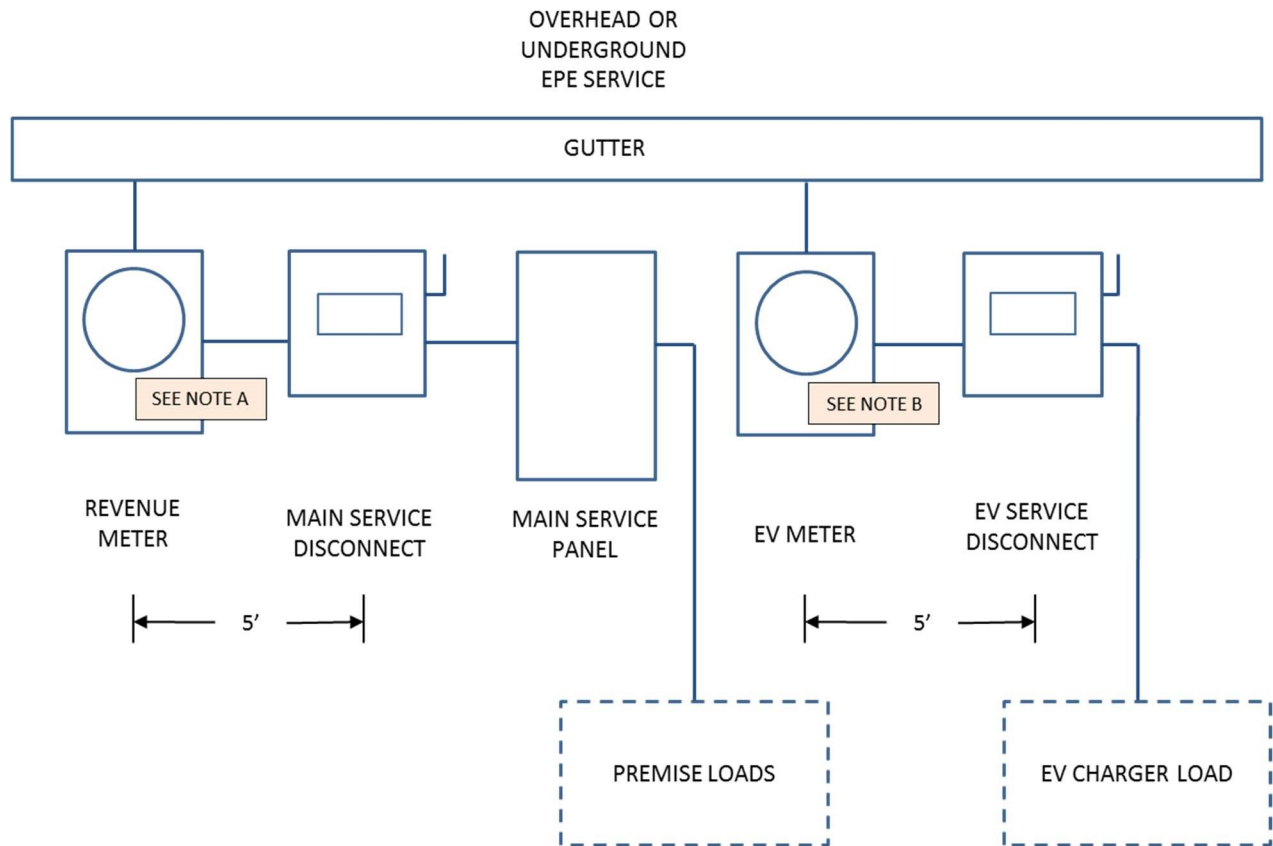 OVERHEAD OR
UNDERGROUND
EPE SERVICE
GUTTER
SEE NOTE A
SEE NOTE B
REVENUE
METER
MAIN SERVICE
DISCONNECT
MAIN SERVICE
PANEL
EV METER
EV SERVICE
DISCONNECT
5’
5’
PREMISE LOADS
EV CHARGER LOAD